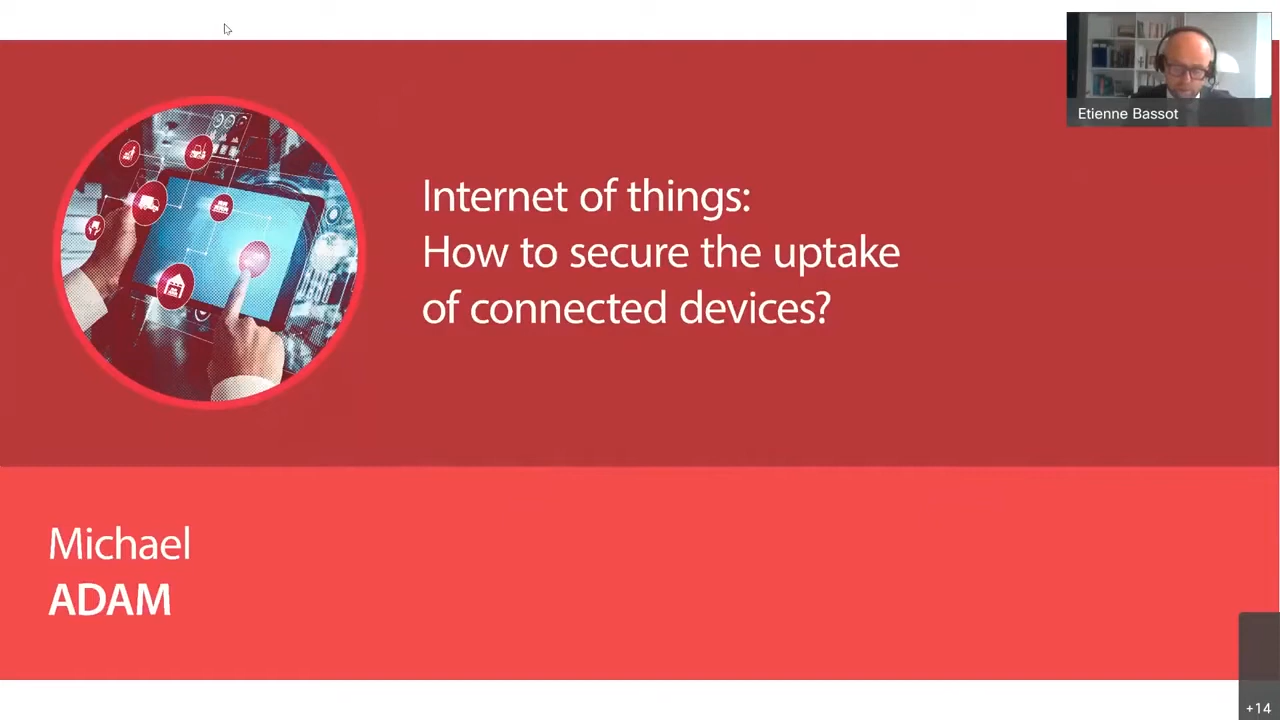 Etienne Bassot
Internet of things:
How to secure the uptake
of connected devices?
Michael
ADAM
+14